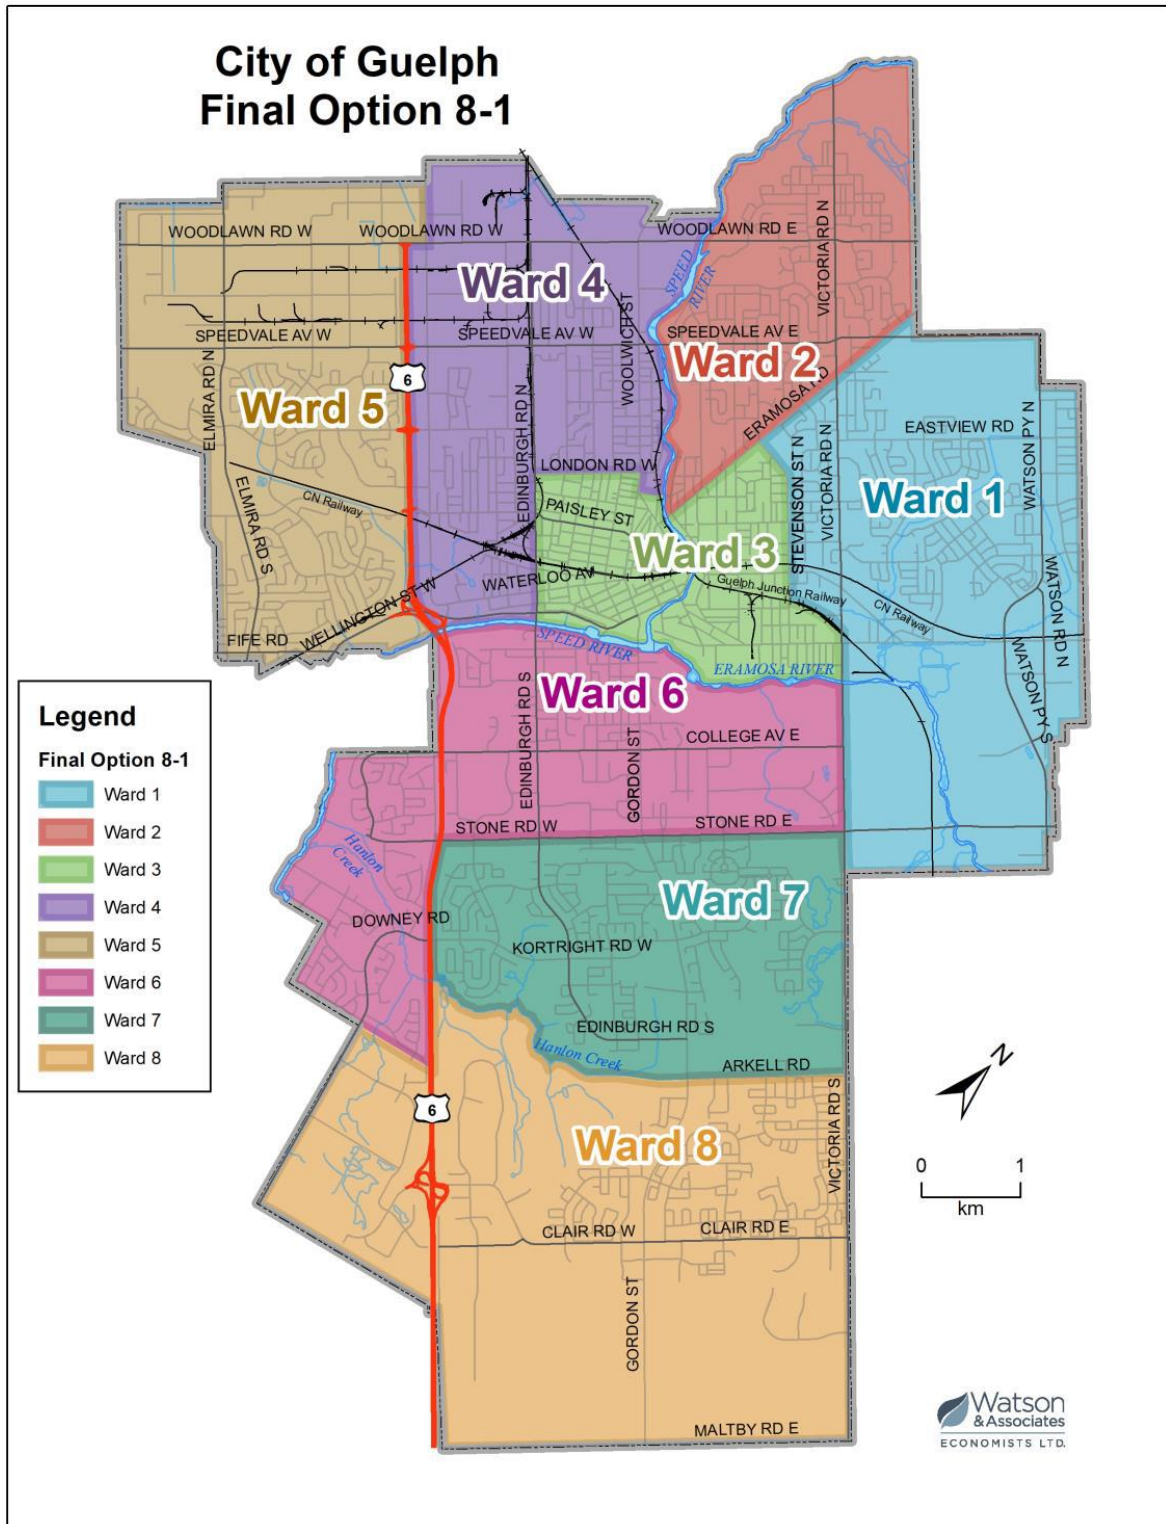 City of Guelph
Final Option 8-1
WOODLAWN RD W
WOODLAWN RD W
WOODLAWN RD E
SPEED
RIVER
VICTORIA RD N
Ward 4
WOOLWICH ST
SPEEDVALE AV W
SPEEDVALE AV W
SPEEDVALE AV E
Ward 2
ELMIRA RD N
6
Ward 5
EDINBURGH RD N
ERAMOSA RD
EASTVIEW RD
WATSON PY N
LONDON RD W
STEVENSON ST N
VICTORIA RD N
Ward 1
CN Railway
PAISLEY ST
Ward 3
ELMIRA RD S
WATERLOO AV
Guelph Junction Railway
CN Railway
WATSON RD N
WELLINGTON ST W
FIFE RD
SPEED RIVER
ERAMOSA RIVER
WATSON PY S
Ward 6
EDINBURGH RD S
GORDON ST
COLLEGE AV E
STONE RD W
STONE RD E
Hanlon
Creek
Ward 7
DOWNEY RD
KORTRIGHT RD W
EDINBURGH RD S
Hanlon Creek
ARKELL RD
VICTORIA RD S
6
Ward 8
CLAIR RD W
CLAIR RD E
GORDON ST
MALTBY RD E
Legend
Final Option 8-1
Ward 1
Ward 2
Ward 3
Ward 4
Ward 5
Ward 6
Ward 7
Ward 8
N
0 1
km
Watson
& Associates
ECONOMISTS LTD.